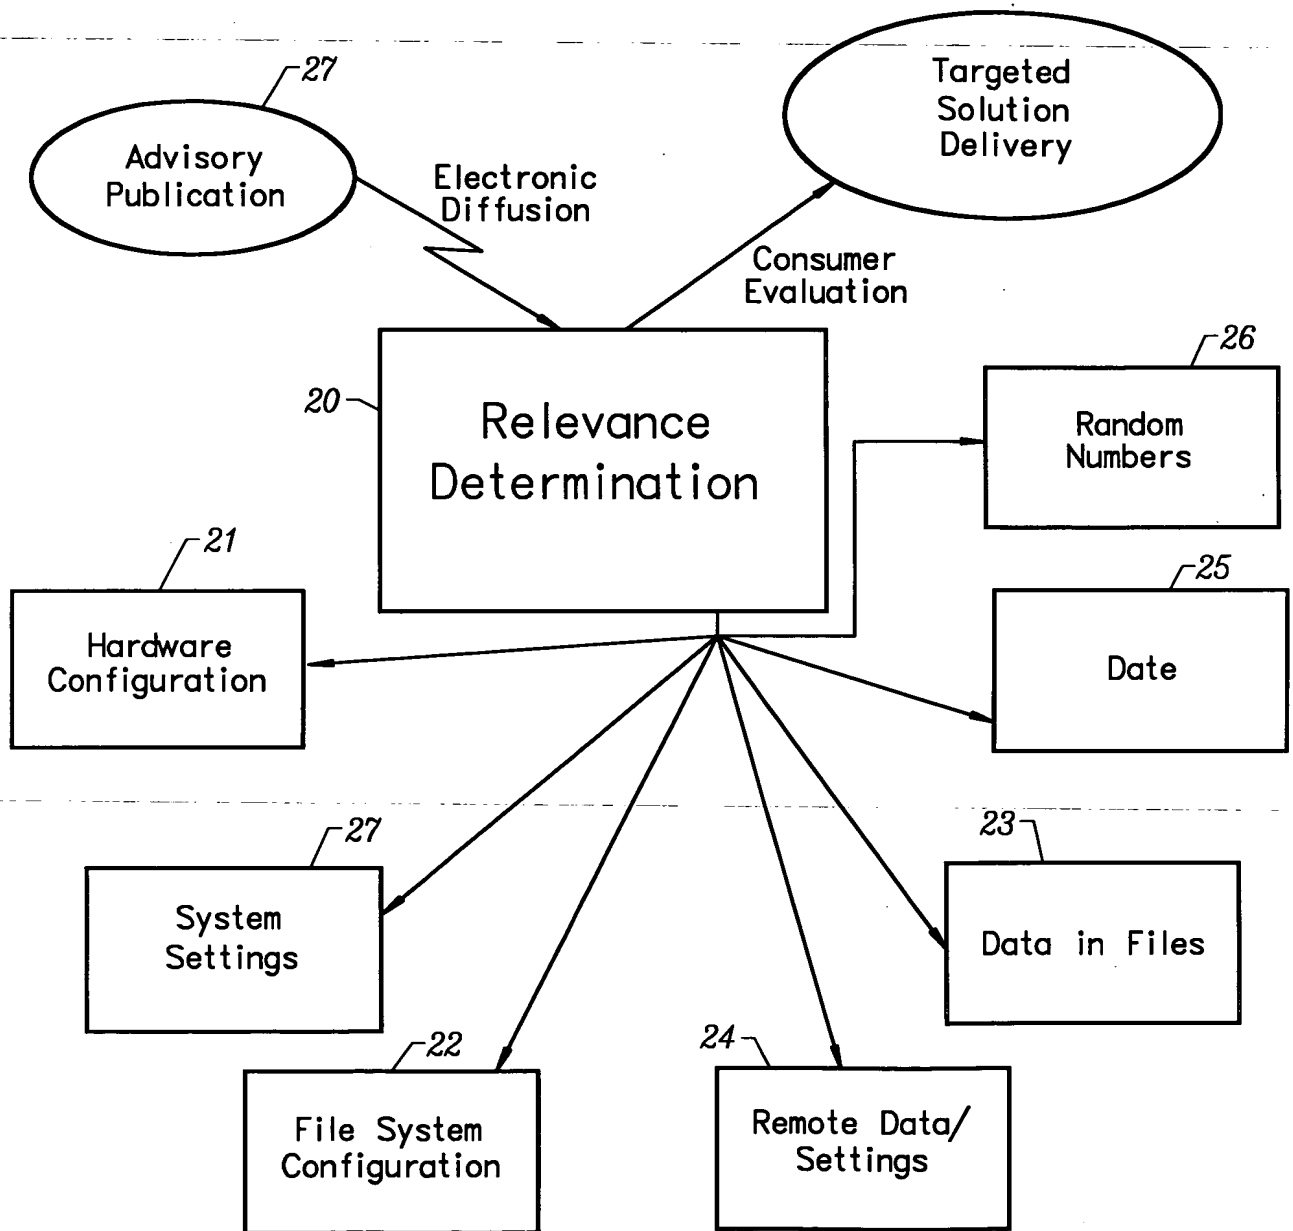 27
Advisory
Publication
Targeted
Solution
Delivery
Electronic
Diffusion
Consumer
Evaluation
20
Relevance
Determination
26
Random
Numbers
21
Hardware
Configuration
25
Date
27
System
Settings
23
Data in Files
22
File System
Configuration
24
Remote Data/
Settings